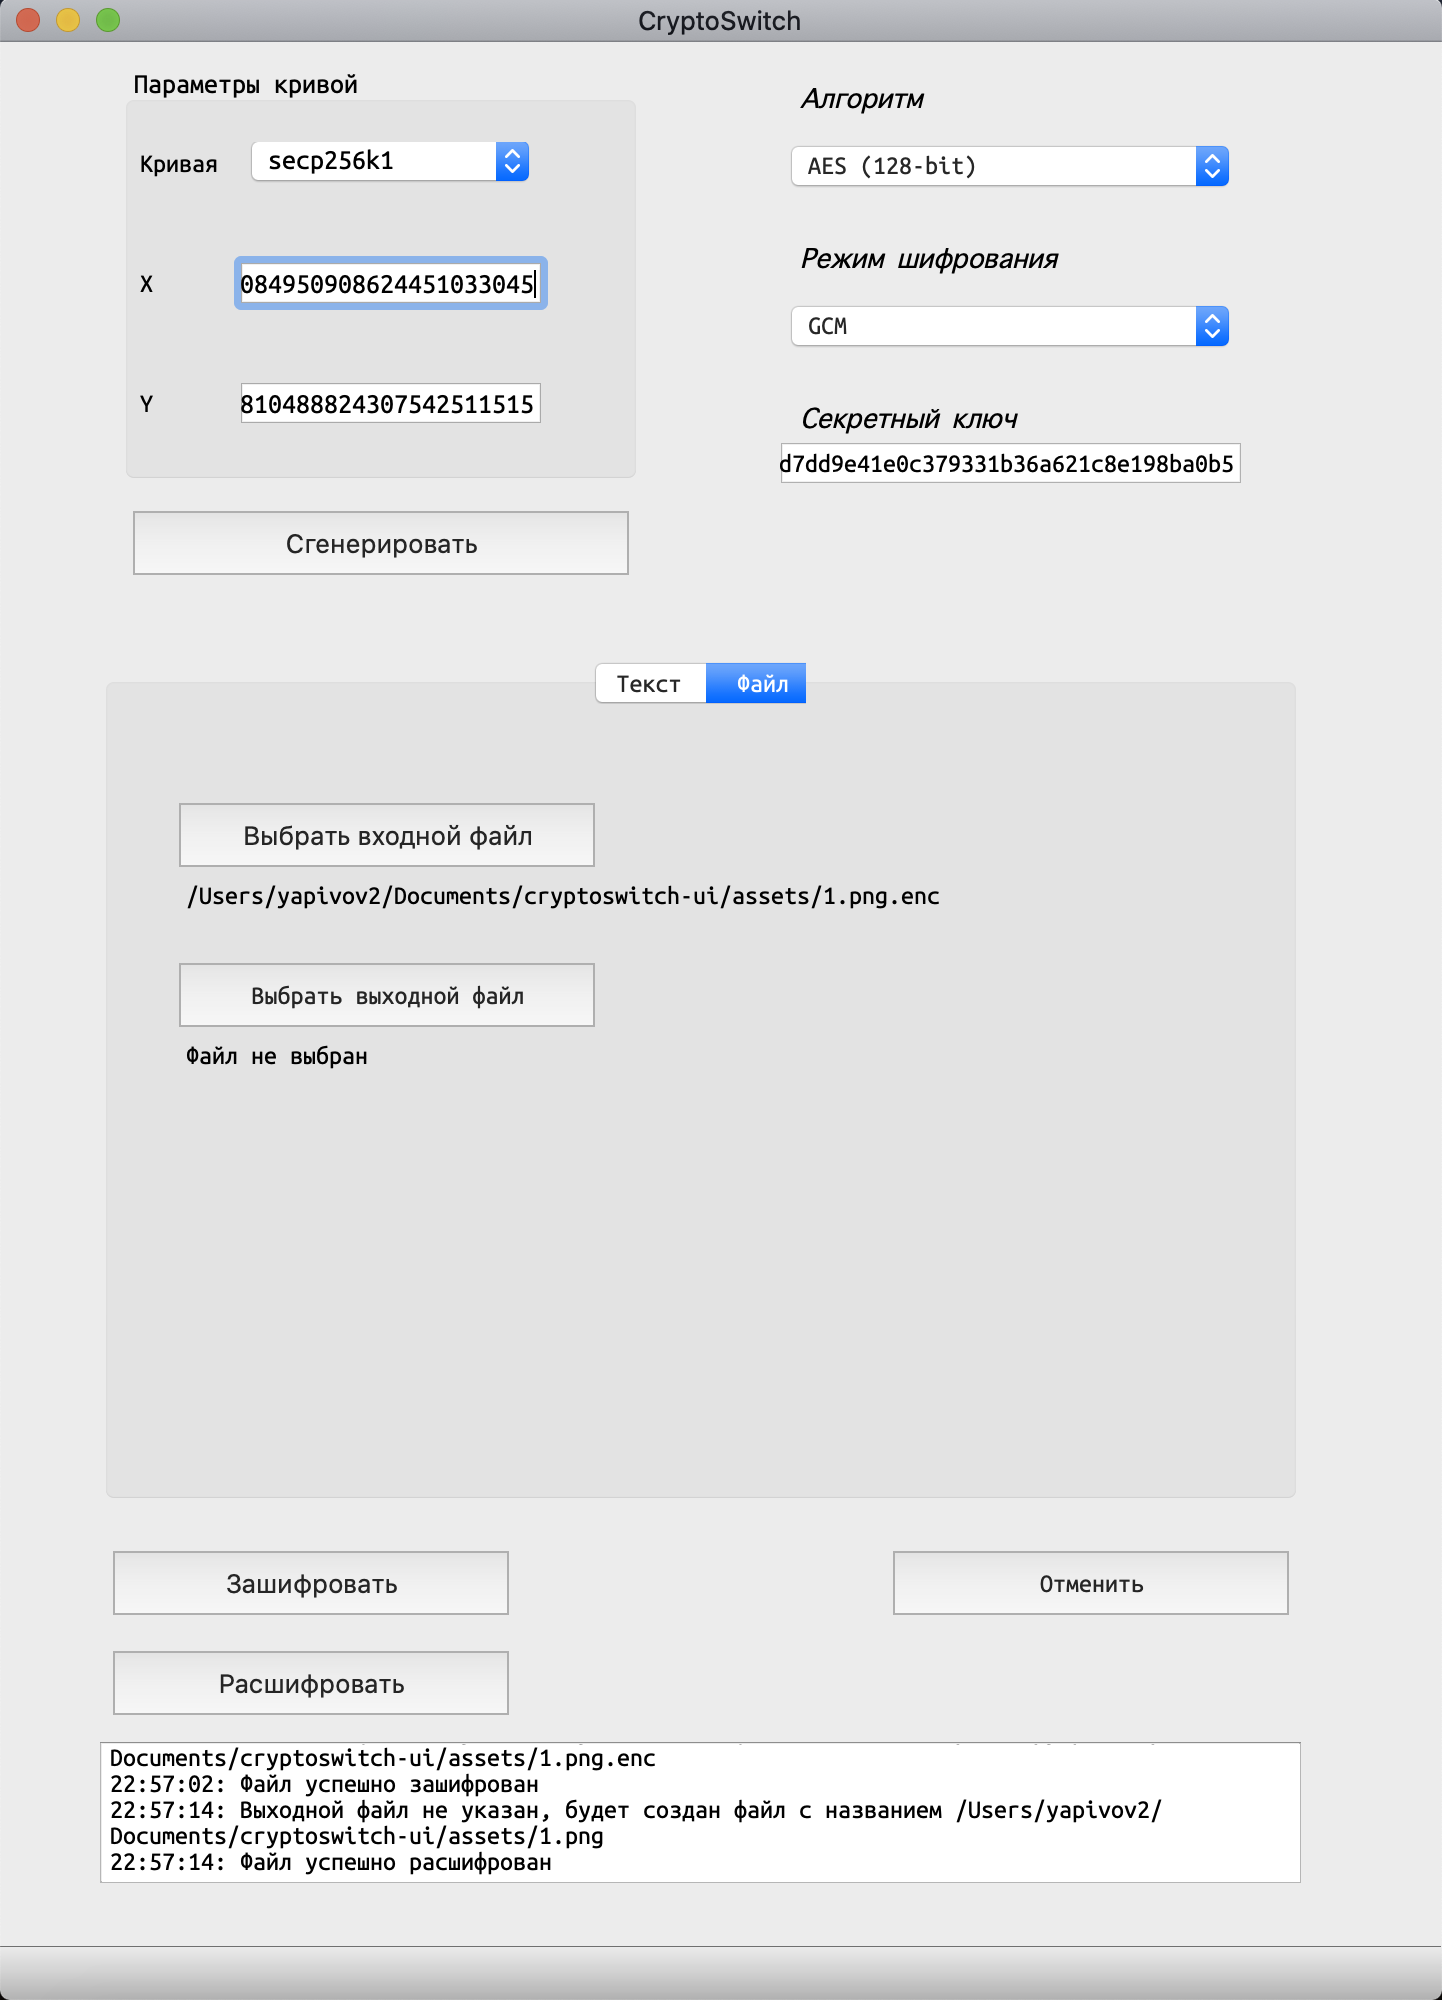 CryptoSwitch
Параметры кривой
Кривая
secp256k1
X
084950908624451033045
Y
810488824307542511515
Сгенерировать
Алгоритм
AES (128-bit)
Режим шифрования
GCM
Секретный ключ
d7dd9e41e0c379331b36a621c8e198ba0b5
Текст
Файл
Выбрать входной файл
/Users/yapivov2/Documents/cryptoswitch-ui/assets/1.png.enc
Выбрать выходной файл
Файл не выбран
Зашифровать
Отменить
Расшифровать
Documents/cryptoswitch-ui/assets/1.png.enc
22:57:02: Файл успешно зашифрован
22:57:14: Выходной файл не указан, будет создан файл с названием /Users/yapivov2/
Documents/cryptoswitch-ui/assets/1.png
22:57:14: Файл успешно расшифрован